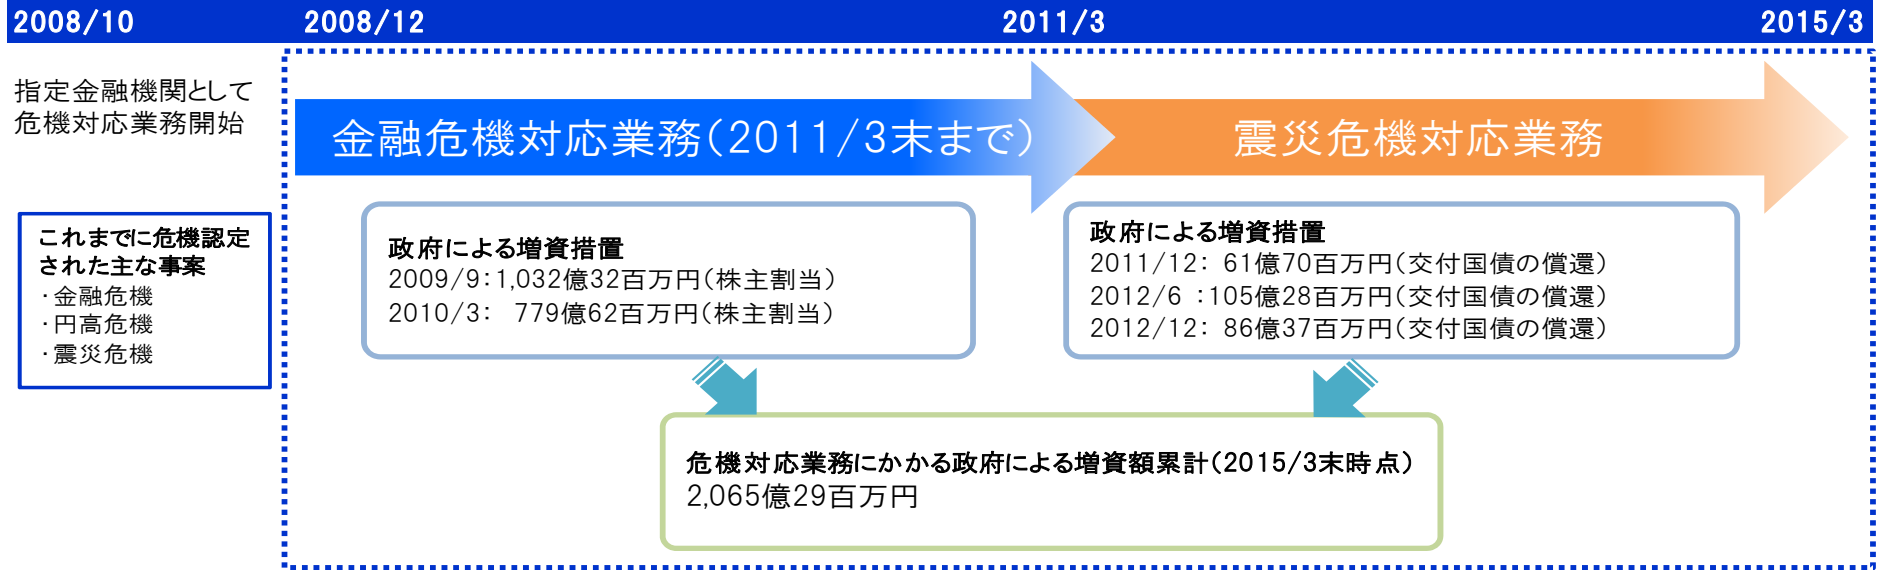 2008/10 2008/12 2011/3 2015/3
指定金融機関として
危機対応業務開始
金融危機対応業務(2011/3末まで)
震災危機対応業務
これまでに危機認定
された主な事案
・金融危機
・円高危機
・震災危機
政府による増資措置
2009/9:1,032億32百万円(株主割当)
2010/3: 779億62百万円(株主割当)
政府による増資措置
2011/12: 61億70百万円(交付国債の償還)
2012/6 :105億28百万円(交付国債の償還)
2012/12: 86億37百万円(交付国債の償還)
危機対応業務にかかる政府による増資額累計(2015/3末時点)
2,065億29百万円